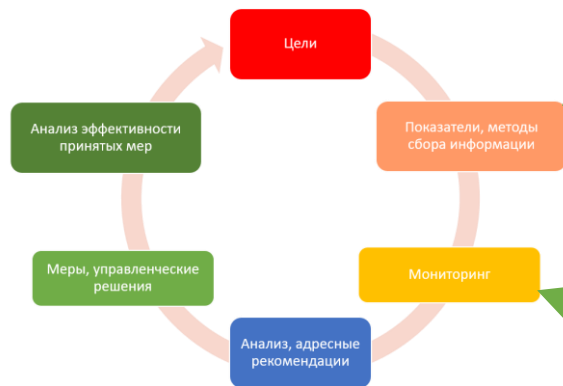 Цели
Показатели, методы
сбора информации
Мониторинг
Анализ, адресные
рекомендации
Меры, управленческие
решения
Анализ эффективности
принятых мер